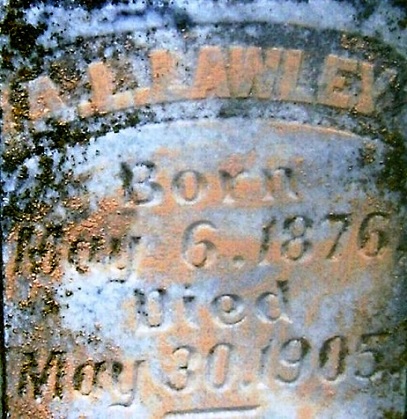 A. L. LAWLEY
Born
May 6. 1876.
Died
May 30. 1905.